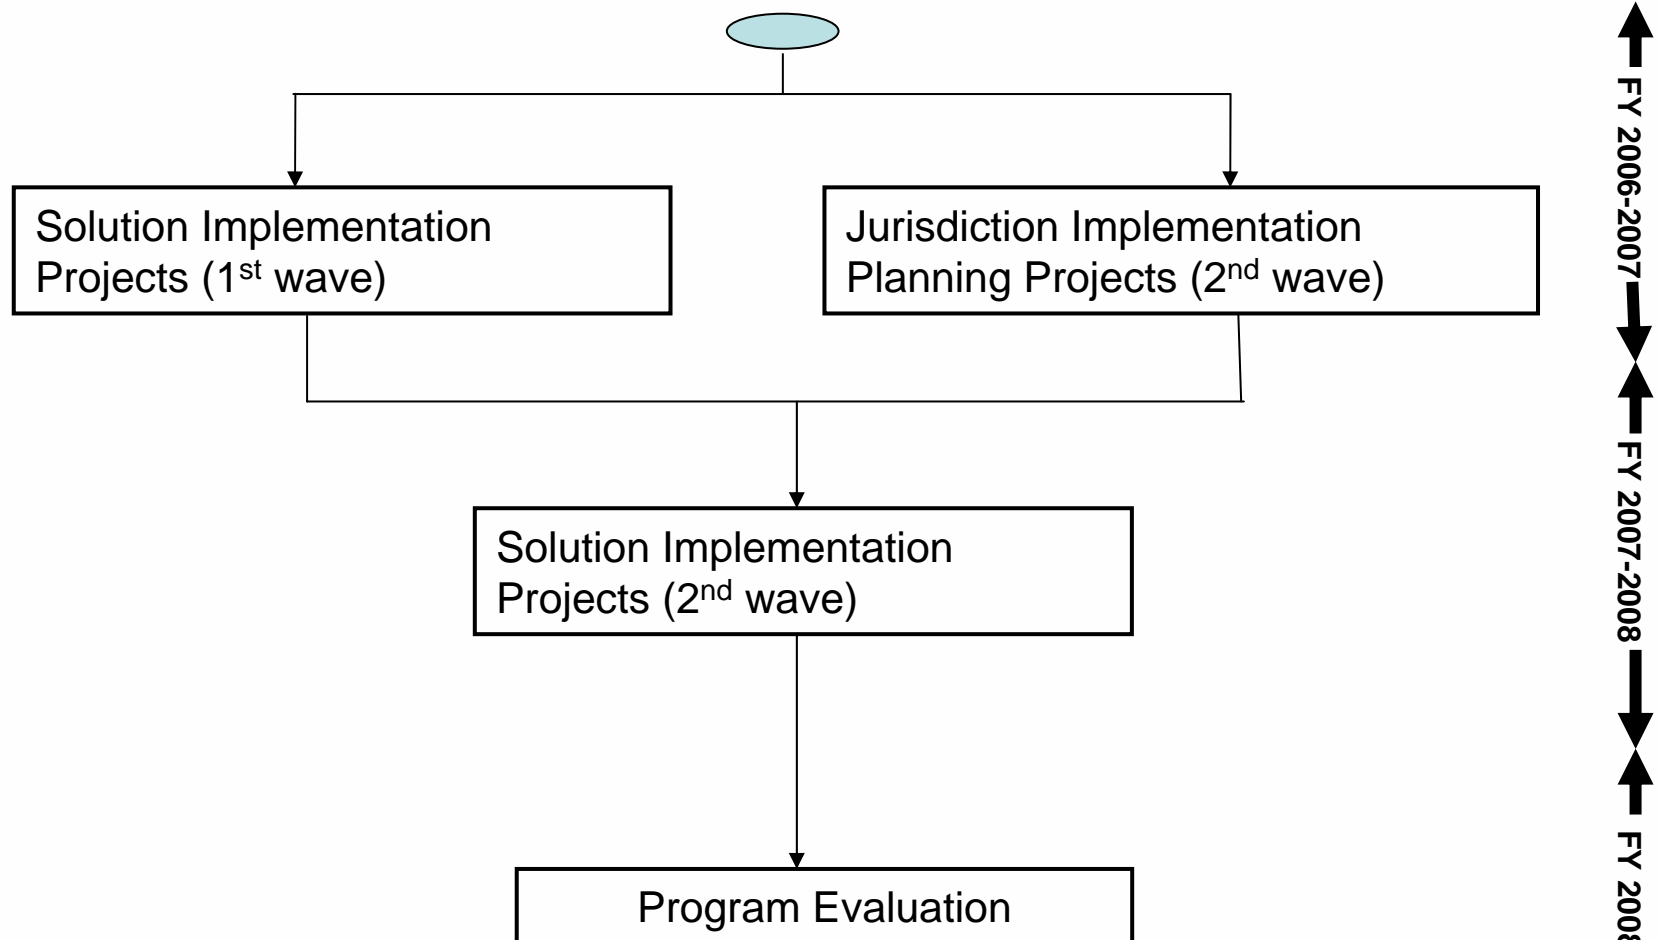 FY 2006-2007
Solution Implementation
Projects (1st wave)
Jurisdiction Implementation
Planning Projects (2nd wave)
FY 2007-2008
Solution Implementation
Projects (2nd wave)
Program Evaluation
FY 2008